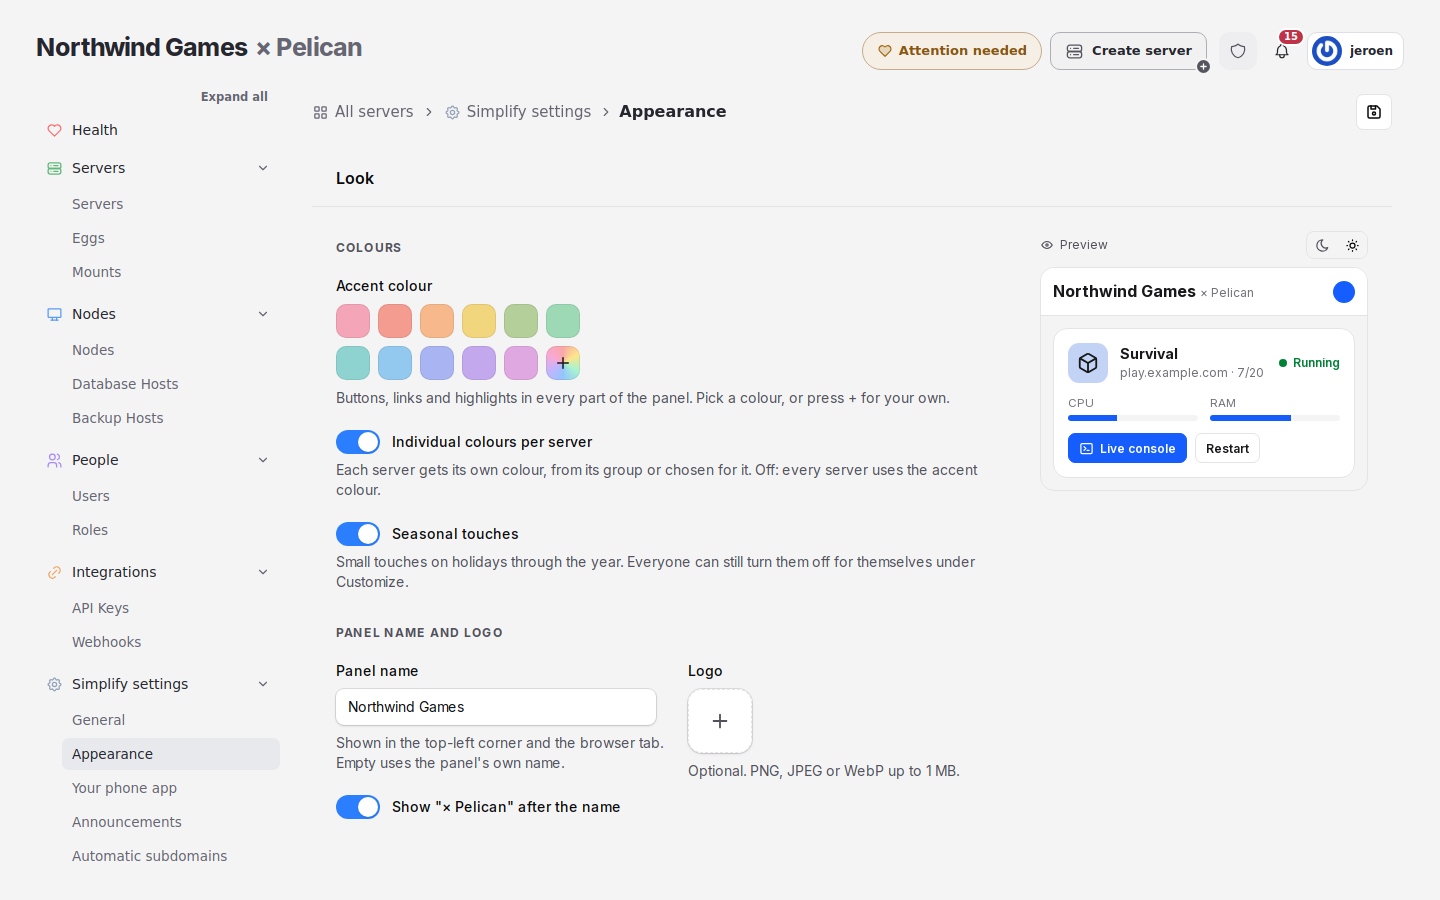 Northwind Games × Pelican
Attention needed
Create server
15
jeroen
Expand all
Health
Servers
Servers
Eggs
Mounts
Nodes
Nodes
Database Hosts
Backup Hosts
People
Users
Roles
Integrations
API Keys
Webhooks
Simplify settings
General
Appearance
Your phone app
Announcements
Automatic subdomains
All servers > Simplify settings > Appearance
Look
COLOURS
Accent colour
Buttons, links and highlights in every part of the panel. Pick a colour, or press + for your own.
Individual colours per server
Each server gets its own colour, from its group or chosen for it. Off: every server uses the accent
colour.
Seasonal touches
Small touches on holidays through the year. Everyone can still turn them off for themselves under
Customize.
PANEL NAME AND LOGO
Panel name
Northwind Games
Shown in the top-left corner and the browser tab.
Empty uses the panel's own name.
Logo
Optional. PNG, JPEG or WebP up to 1 MB.
Show "× Pelican" after the name
Preview
Northwind Games × Pelican
Survival
play.example.com · 7/20
Running
CPU
RAM
Live console
Restart